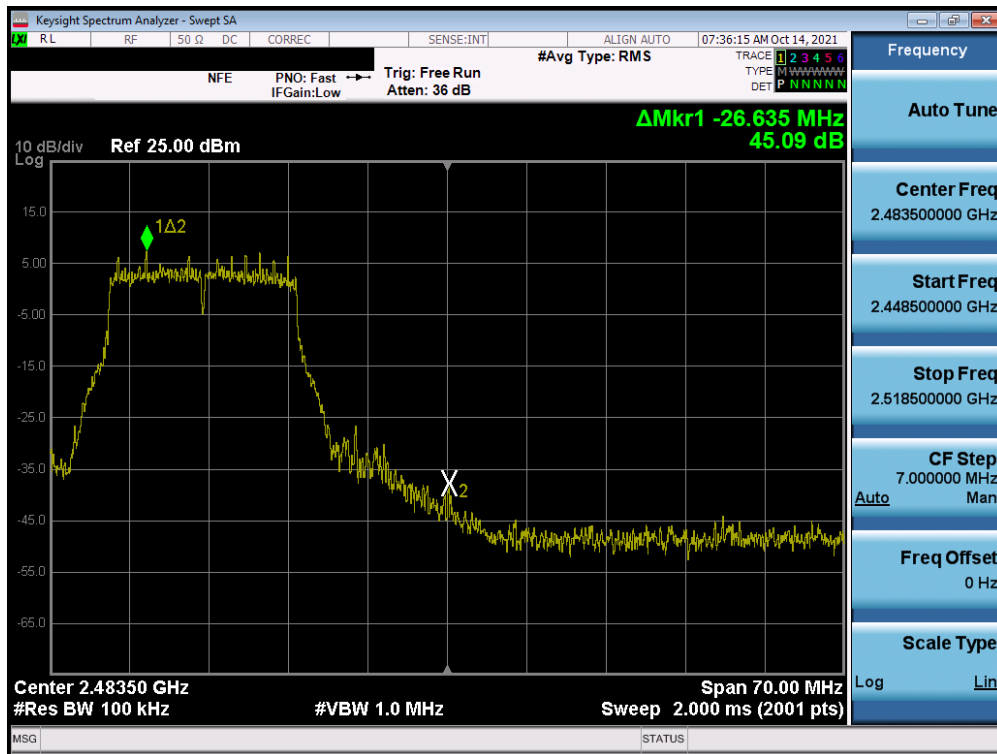 Keysight Spectrum Analyzer - Swept SA
LXI RL RF 50 Ω DC CORREC SENSE:INT ALIGN AUTO 07:36:15 AM Oct 14, 2021
#Avg Type: RMS
TRACE 1 2 3 4 5 6
TYPE M WWWWWW
DET P N N N N N
NFE PNO: Fast Trig: Free Run
IFGain:Low Atten: 36 dB
ΔMkr1 -26.635 MHz
45.09 dB
10 dB/div Ref 25.00 dBm
Log
15.0
5.00
-5.00
-15.0
-25.0
-35.0
-45.0
-55.0
-65.0
1Δ2
X2
Center 2.48350 GHz Span 70.00 MHz
#Res BW 100 kHz #VBW 1.0 MHz Sweep 2.000 ms (2001 pts)
MSG STATUS
Frequency
Auto Tune
Center Freq
2.483500000 GHz
Start Freq
2.448500000 GHz
Stop Freq
2.518500000 GHz
CF Step
7.000000 MHz
Auto Man
Freq Offset
0 Hz
Scale Type
Log Lin